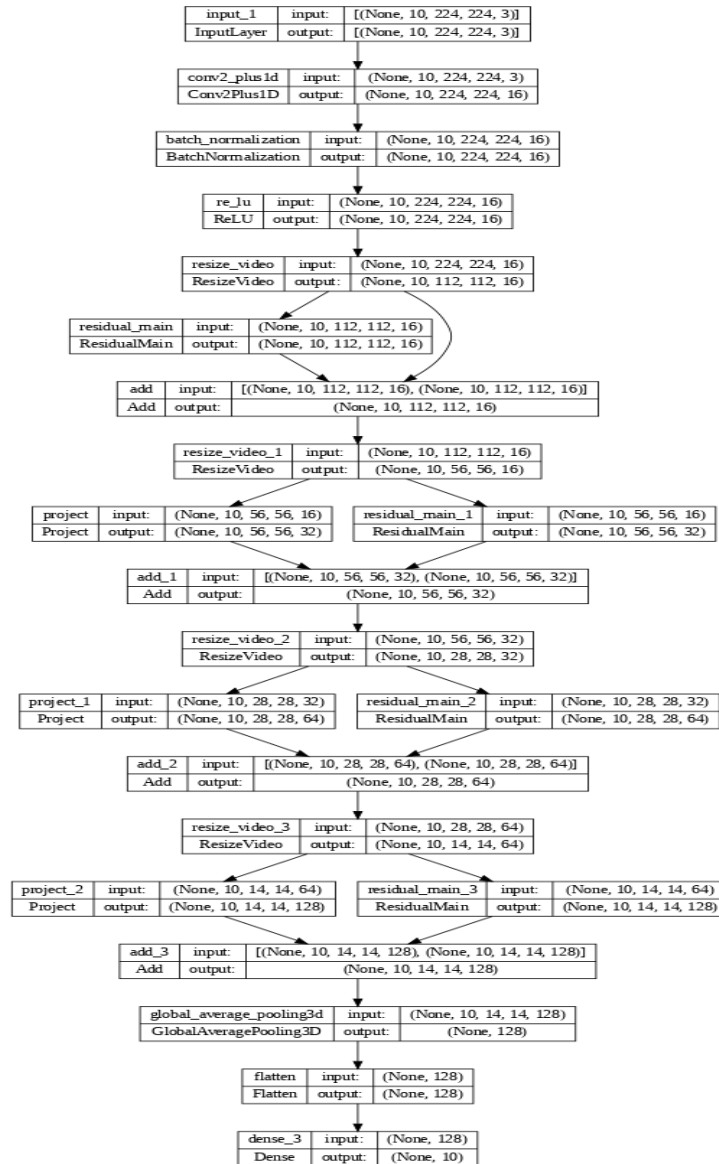 input_1 input: [(None, 10, 224, 224, 3)]
InputLayer output: [(None, 10, 224, 224, 3)]
conv2_plus1d input: (None, 10, 224, 224, 3)
Conv2Plus1D output: (None, 10, 224, 224, 16)
batch_normalization input: (None, 10, 224, 224, 16)
BatchNormalization output: (None, 10, 224, 224, 16)
re_lu input: (None, 10, 224, 224, 16)
ReLU output: (None, 10, 224, 224, 16)
resize_video input: (None, 10, 224, 224, 16)
ResizeVideo output: (None, 10, 112, 112, 16)
residual_main input: (None, 10, 112, 112, 16)
ResidualMain output: (None, 10, 112, 112, 16)
add input: [(None, 10, 112, 112, 16), (None, 10, 112, 112, 16)]
Add output: (None, 10, 112, 112, 16)
resize_video_1 input: (None, 10, 112, 112, 16)
ResizeVideo output: (None, 10, 56, 56, 16)
project input: (None, 10, 56, 56, 16)
Project output: (None, 10, 56, 56, 32)
residual_main_1 input: (None, 10, 56, 56, 16)
ResidualMain output: (None, 10, 56, 56, 32)
add_1 input: [(None, 10, 56, 56, 32), (None, 10, 56, 56, 32)]
Add output: (None, 10, 56, 56, 32)
resize_video_2 input: (None, 10, 56, 56, 32)
ResizeVideo output: (None, 10, 28, 28, 32)
project_1 input: (None, 10, 28, 28, 32)
Project output: (None, 10, 28, 28, 64)
residual_main_2 input: (None, 10, 28, 28, 32)
ResidualMain output: (None, 10, 28, 28, 64)
add_2 input: [(None, 10, 28, 28, 64), (None, 10, 28, 28, 64)]
Add output: (None, 10, 28, 28, 64)
resize_video_3 input: (None, 10, 28, 28, 64)
ResizeVideo output: (None, 10, 14, 14, 64)
project_2 input: (None, 10, 14, 14, 64)
Project output: (None, 10, 14, 14, 128)
residual_main_3 input: (None, 10, 14, 14, 64)
ResidualMain output: (None, 10, 14, 14, 128)
add_3 input: [(None, 10, 14, 14, 128), (None, 10, 14, 14, 128)]
Add output: (None, 10, 14, 14, 128)
global_average_pooling3d input: (None, 10, 14, 14, 128)
GlobalAveragePooling3D output: (None, 128)
flatten input: (None, 128)
Flatten output: (None, 128)
dense_3 input: (None, 128)
Dense output: (None, 10)